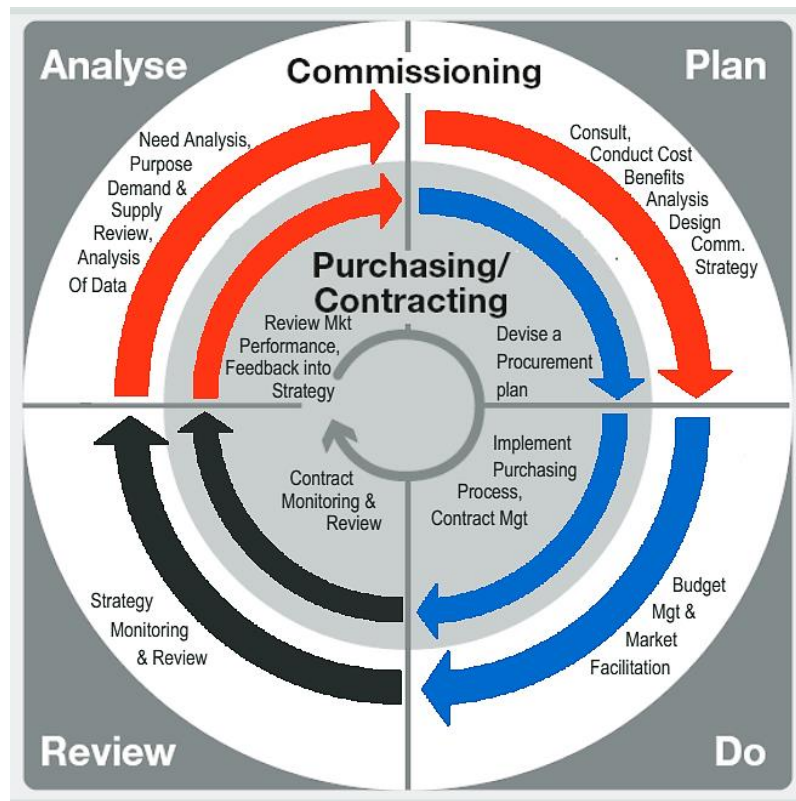 Analyse
Commissioning
Plan
Need Analysis,
Purpose
Demand &
Supply
Review,
Analysis
Of Data
Consult,
Conduct Cost
Benefits
Analysis
Design
Comm.
Strategy
Purchasing/
Contracting
Review Mkt
Performance,
Feedback into
Strategy
Devise a
Procurement
plan
Contract
Monitoring &
Review
Implement
Purchasing
Process,
Contract Mgt
Strategy
Monitoring
& Review
Budget
Mgt &
Market
Facilitation
Review
Do